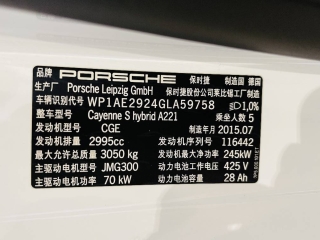 品牌 PORSCHE 保时捷 制造国 德国
生产厂 Porsche Leipzig GmbH 保时捷股份公司莱比锡工厂制造
车辆识别代号 WP1AE2924GLA59758 1,0%
整车型号 Cayenne S hybrid A221 乘坐人数 5
发动机型号 CGE 制造年月 2015.07
发动机排量 2995cc 发动机序列号 116442
最大允许总质量 3050 kg 发动机最大净功率 245kW
主驱动电机型号 JMG300 动力电池工作电压 425 V
主驱动电机功率 70 kW 动力电池容量 28 Ah